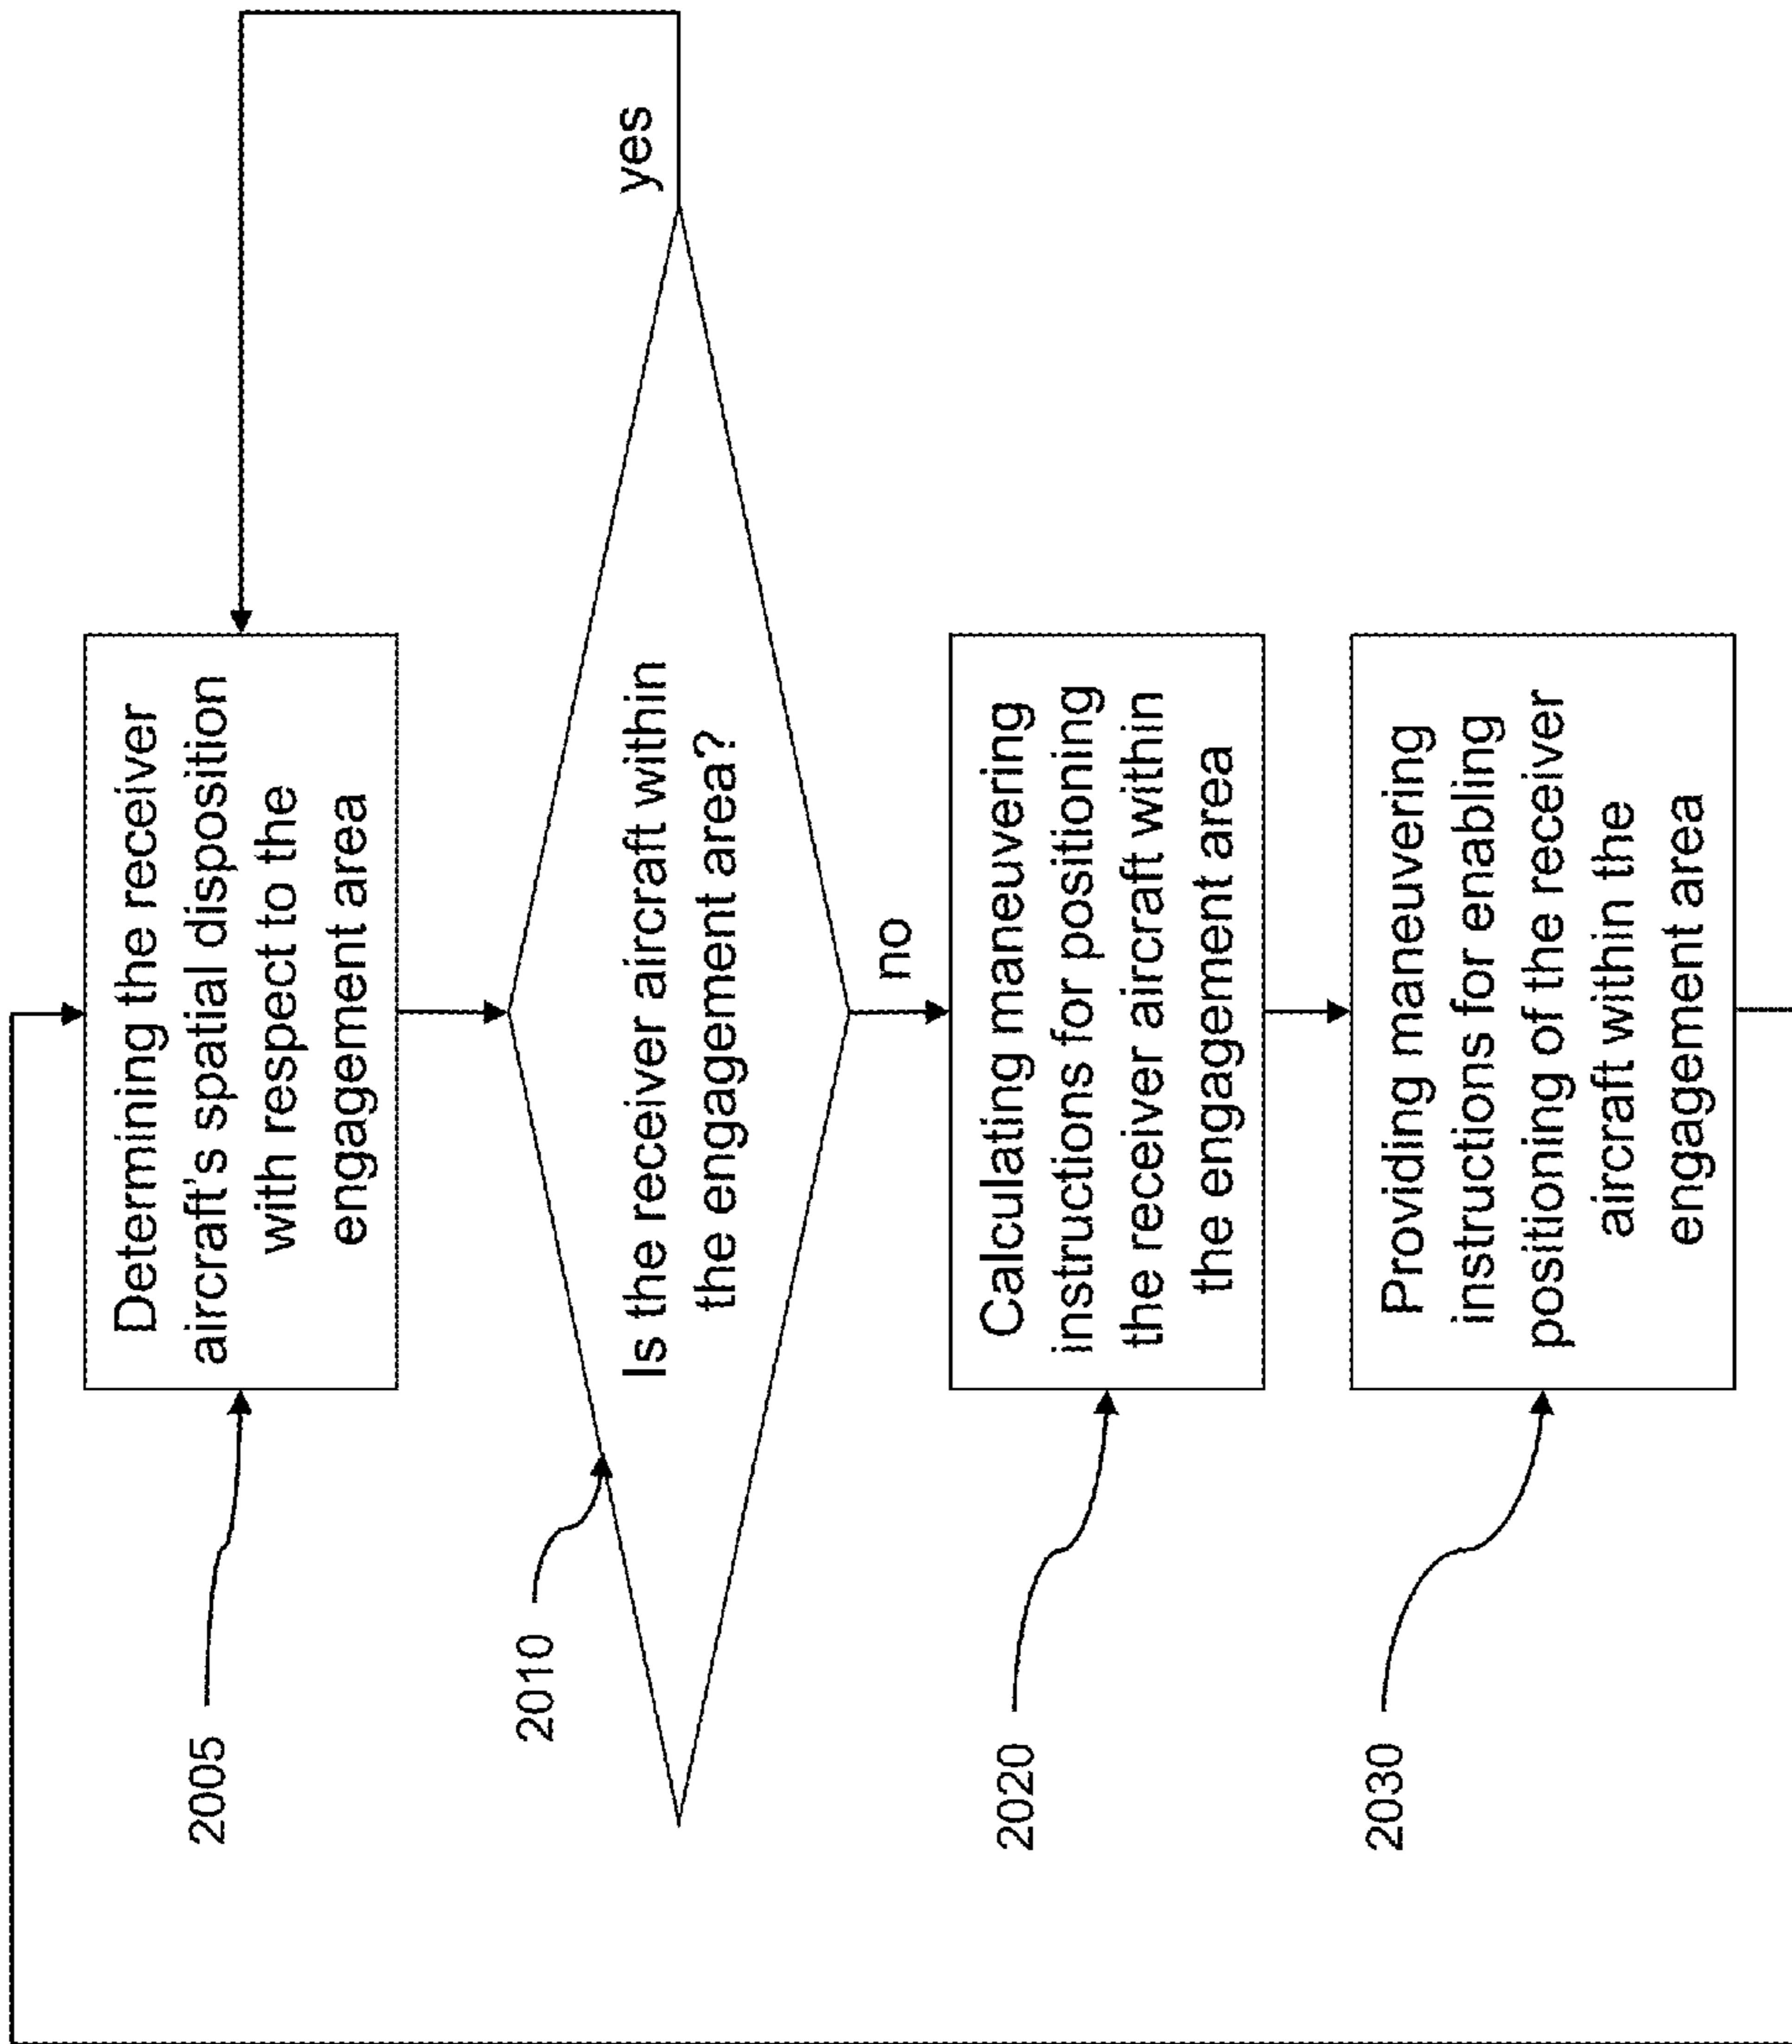 2005
Determining the receiver
aircraft's spatial disposition
with respect to the
engagement area
2010
Is the receiver aircraft within
the engagement area?
yes
no
2020
Calculating maneuvering
instructions for positioning
the receiver aircraft within
the engagement area
2030
Providing maneuvering
instructions for enabling
positioning of the receiver
aircraft within the
engagement area